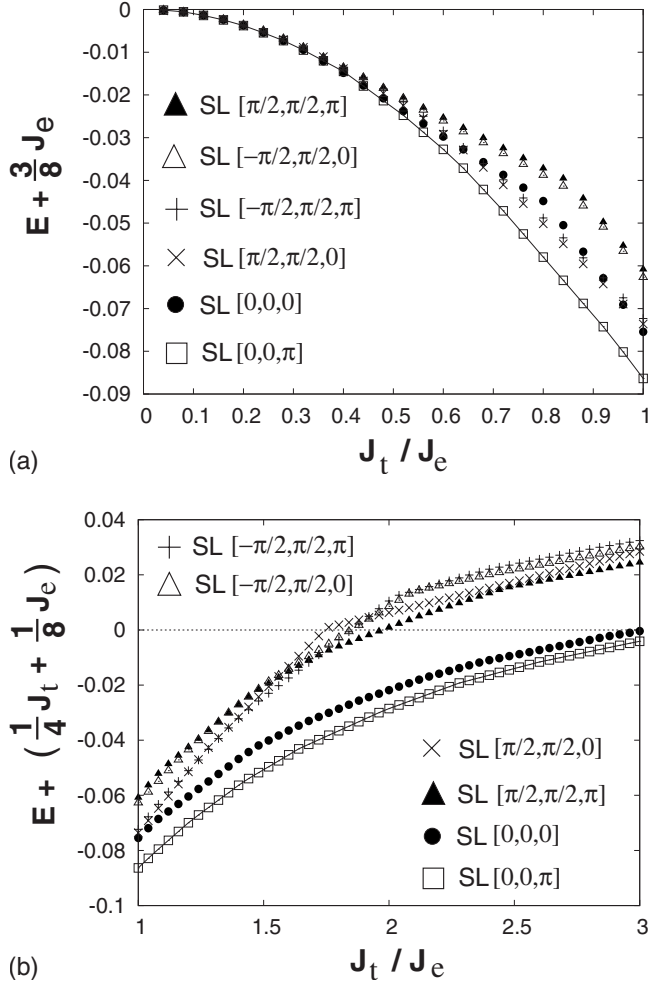 0
-0.01
-0.02
-0.03
-0.04
-0.05
-0.06
-0.07
-0.08
-0.09
E + 3/8 J_e
SL [π/2,π/2,π]
SL [-π/2,π/2,0]
SL [-π/2,π/2,π]
SL [π/2,π/2,0]
SL [0,0,0]
SL [0,0,π]
0 0.1 0.2 0.3 0.4 0.5 0.6 0.7 0.8 0.9 1
J_t / J_e
(a)
0.04
0.02
0
-0.02
-0.04
-0.06
-0.08
-0.1
E + ( 1/4 J_t + 1/8 J_e )
SL [-π/2,π/2,π]
SL [-π/2,π/2,0]
SL [π/2,π/2,0]
SL [π/2,π/2,π]
SL [0,0,0]
SL [0,0,π]
1 1.5 2 2.5 3
J_t / J_e
(b)